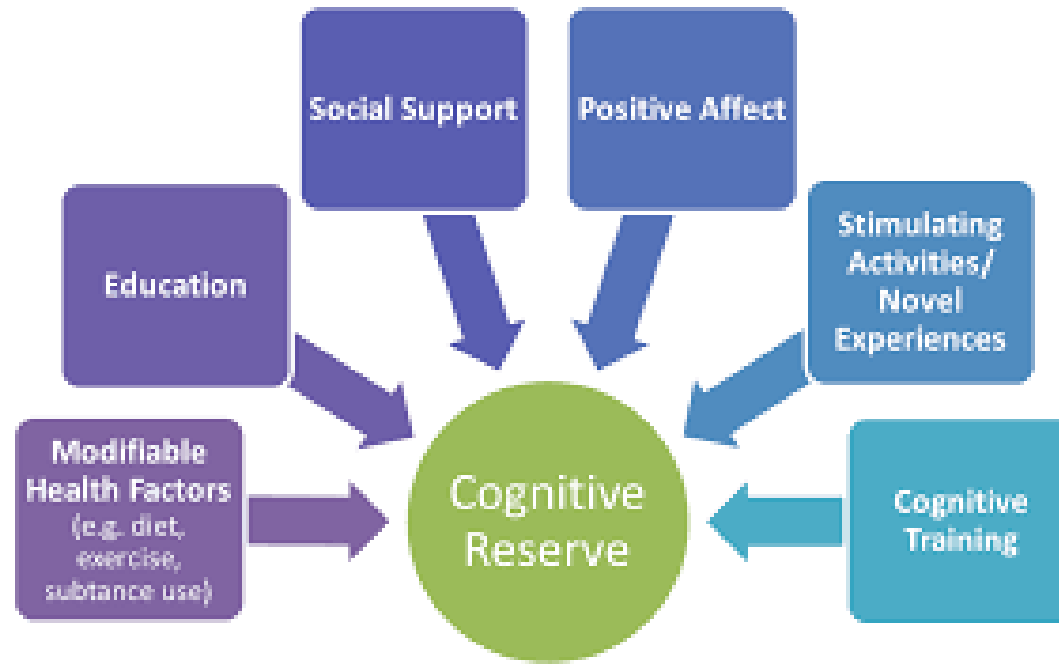 Social Support
Positive Affect
Education
Stimulating
Activities/
Novel
Experiences
Modifiable
Health Factors
(e.g. diet,
exercise,
subtance use)
Cognitive
Reserve
Cognitive
Training